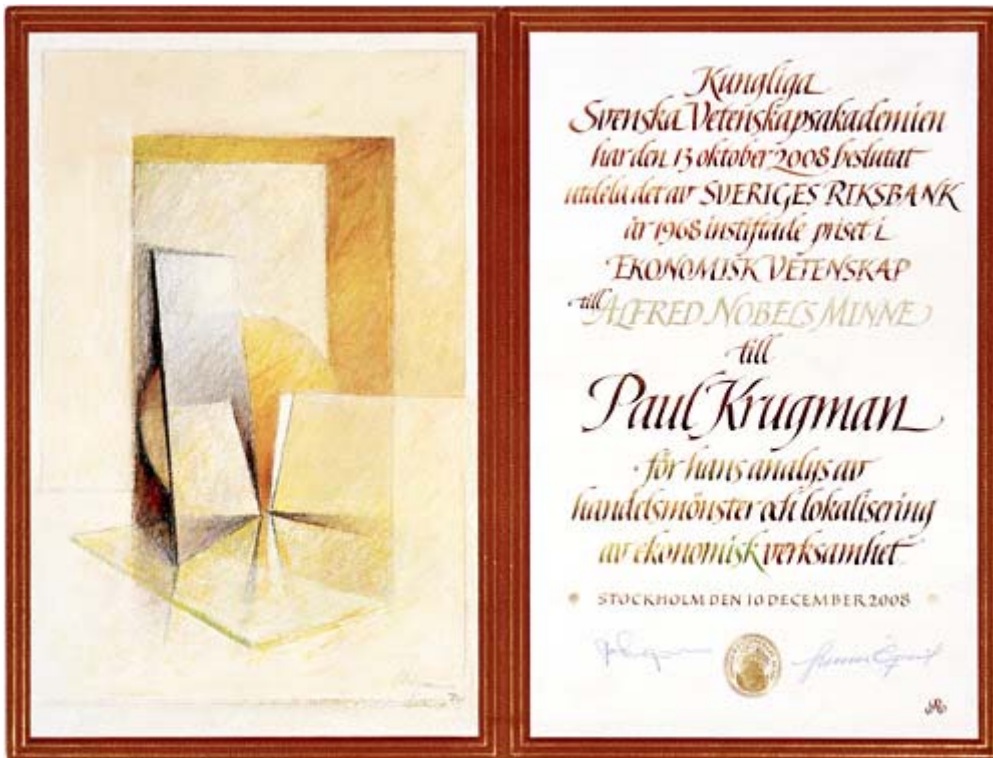 Kungliga
Svenska Vetenskapsakademien
har den 13 oktober 2008 beslutat
utdela det av SVERIGES RIKSBANK
år 1968 instiftade priset i
EKONOMISK VETENSKAP
till ALFRED NOBELS MINNE
till
Paul Krugman
för hans analys av
handelsmönster och lokalisering
av ekonomisk verksamhet
STOCKHOLM DEN 10 DECEMBER 2008